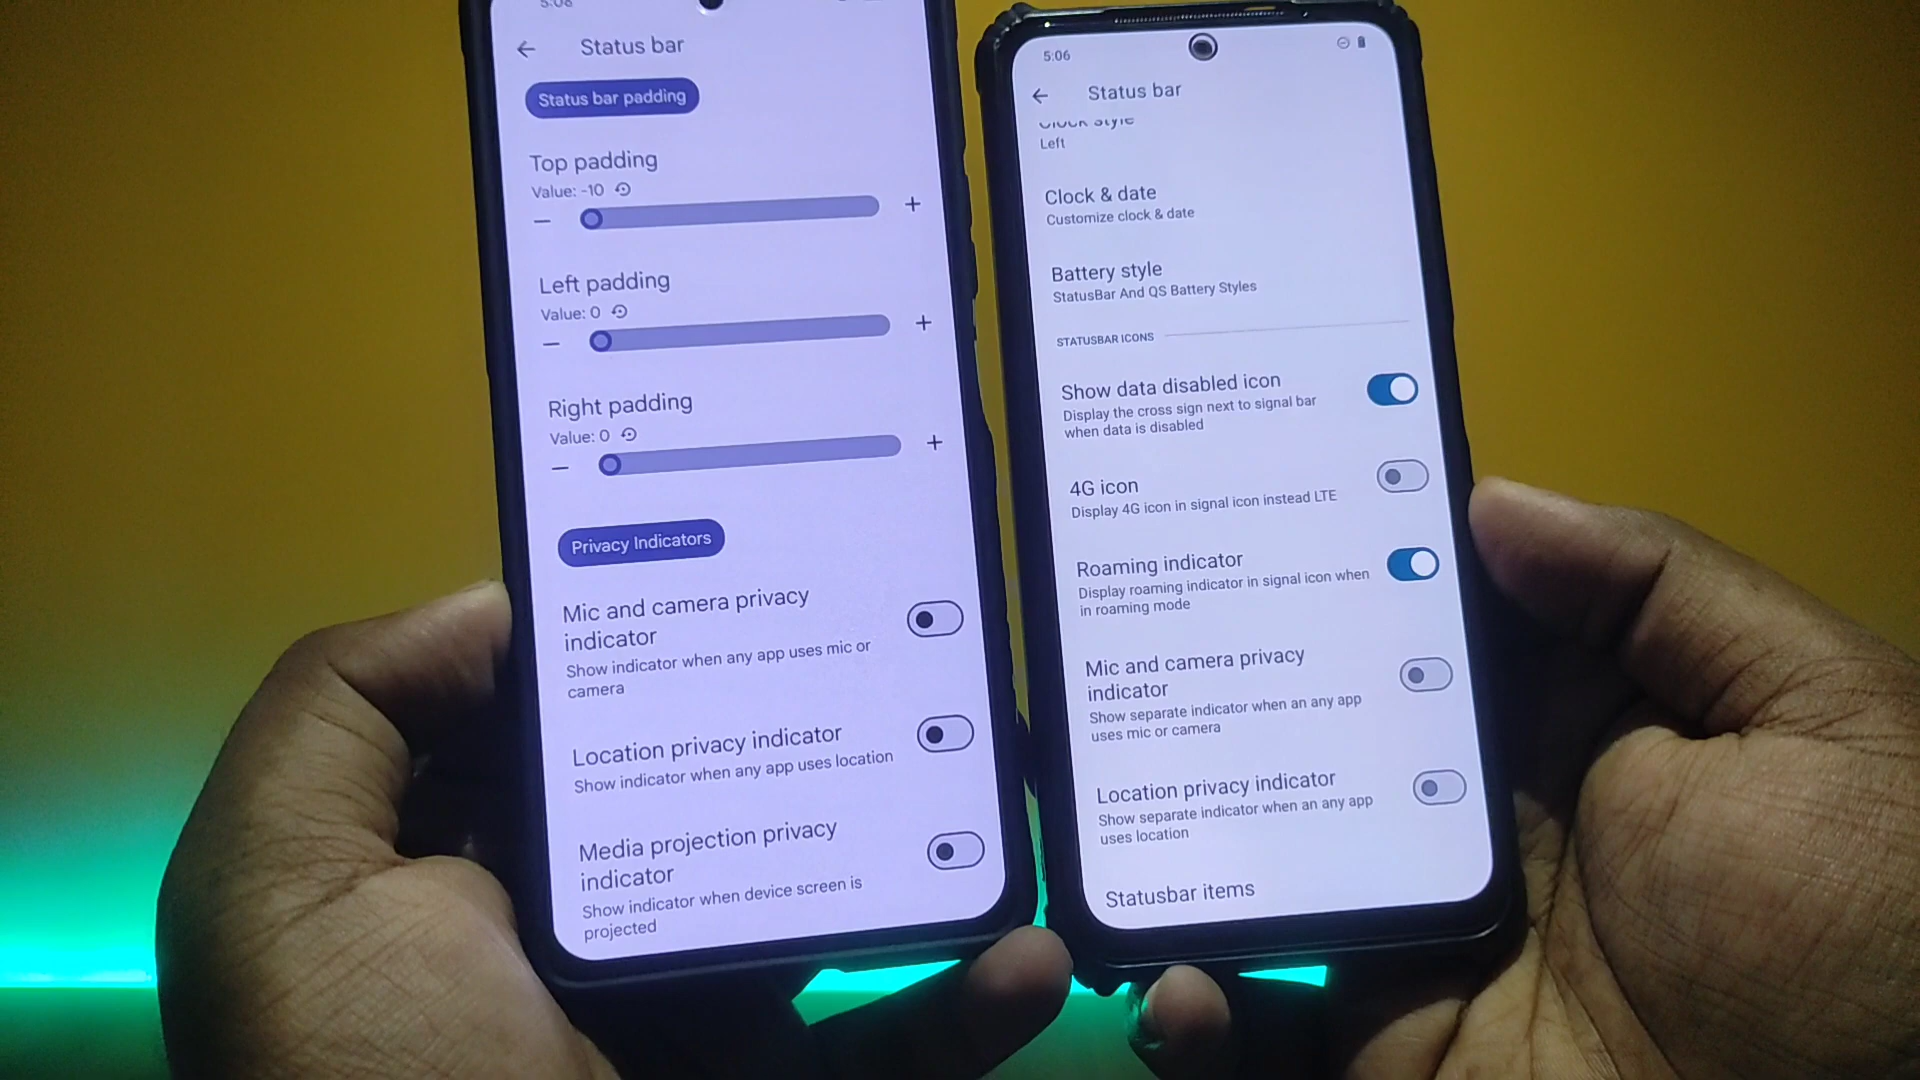 5:06
Status bar
Status bar padding
Top padding
Value: -10
Left padding
Value: 0
Right padding
Value: 0
Privacy Indicators
Mic and camera privacy
indicator
Show indicator when any app uses mic or
camera
Location privacy indicator
Show indicator when any app uses location
Media projection privacy
indicator
Show indicator when device screen is
projected
5:06
Status bar
Left
Clock & date
Customize clock & date
Battery style
StatusBar And QS Battery Styles
STATUSBAR ICONS
Show data disabled icon
Display the cross sign next to signal bar
when data is disabled
4G icon
Display 4G icon in signal icon instead LTE
Roaming indicator
Display roaming indicator in signal icon when
in roaming mode
Mic and camera privacy
indicator
Show separate indicator when an any app
uses mic or camera
Location privacy indicator
Show separate indicator when an any app
uses location
Statusbar items